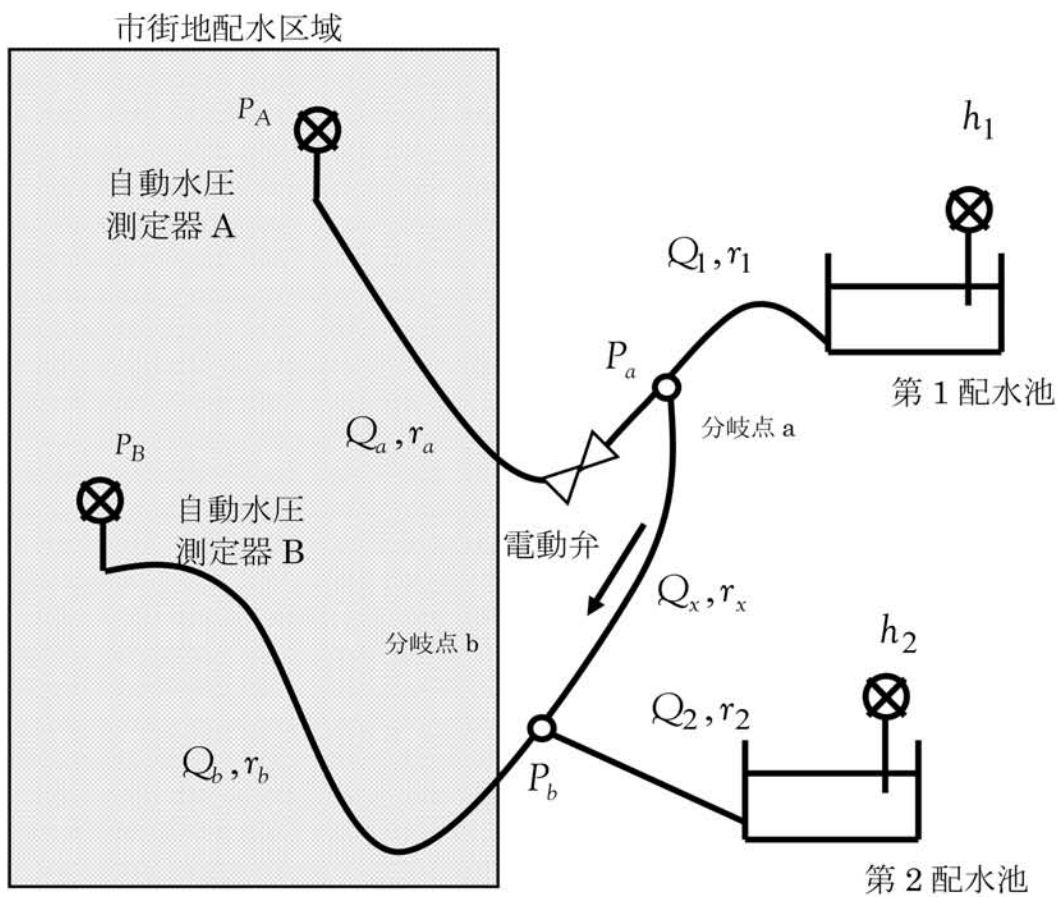 市街地配水区域
P_A
自動水圧
測定器 A
h_1
Q_1, r_1
P_a
第 1 配水池
分岐点 a
Q_a, r_a
P_B
自動水圧
測定器 B
電動弁
Q_x, r_x
分岐点 b
h_2
Q_2, r_2
Q_b, r_b
P_b
第 2 配水池